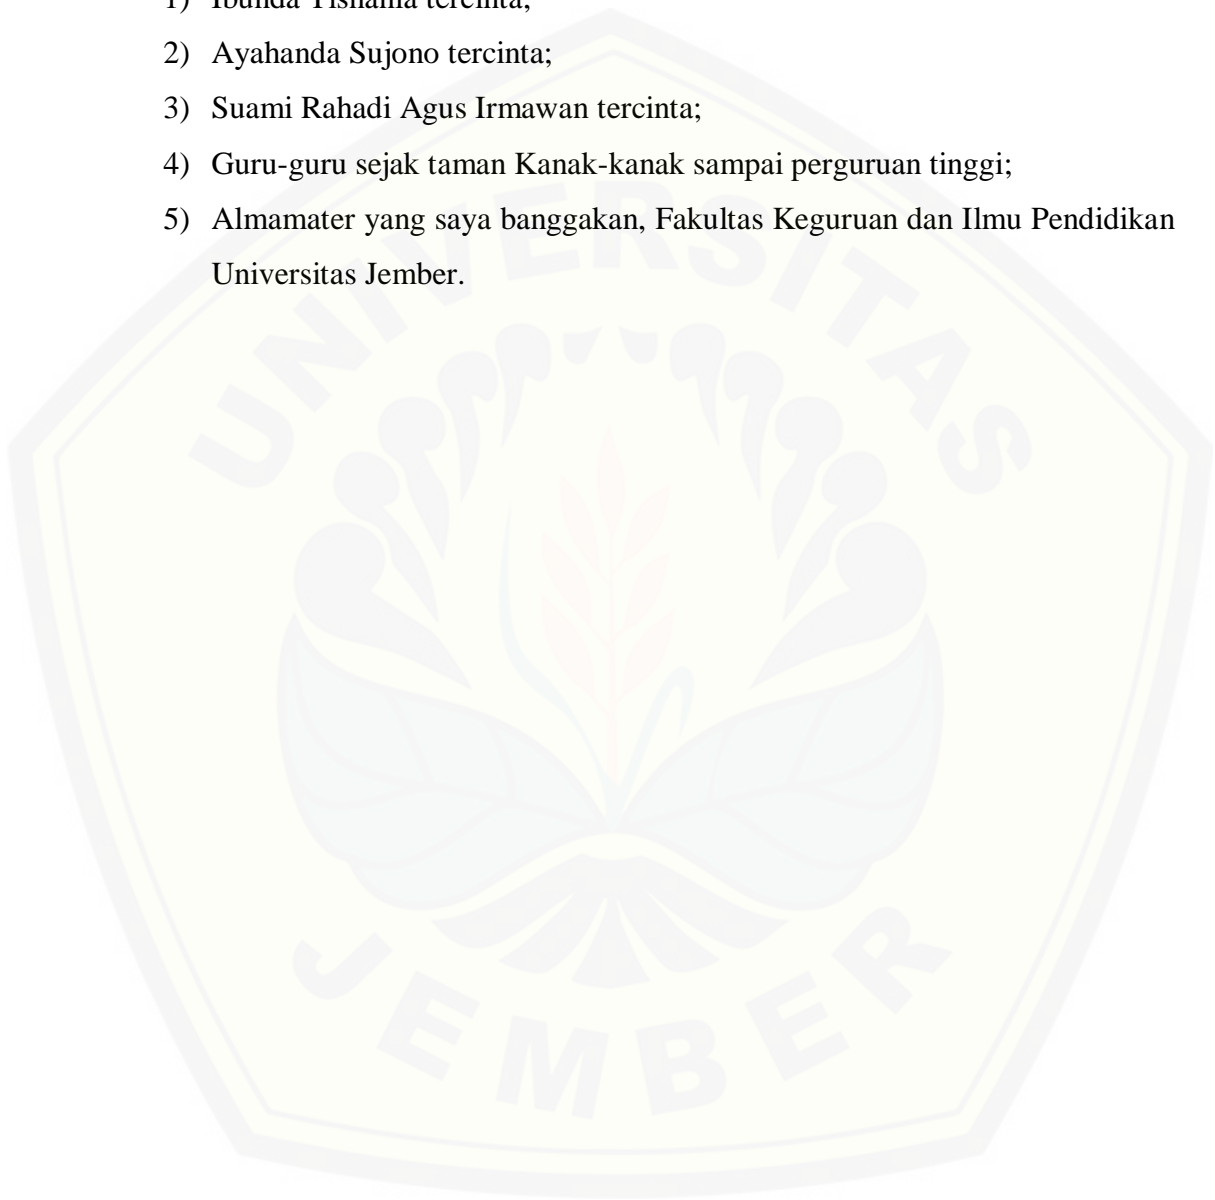 1) Ibunda tercinta;
2) Ayahanda Sujono tercinta;
3) Suami Rahadi Agus Irmawan tercinta;
4) Guru-guru sejak taman Kanak-kanak sampai perguruan tinggi;
5) Almamater yang saya banggakan, Fakultas Keguruan dan Ilmu Pendidikan
Universitas Jember.
UNIVERSITAS
JEMBER